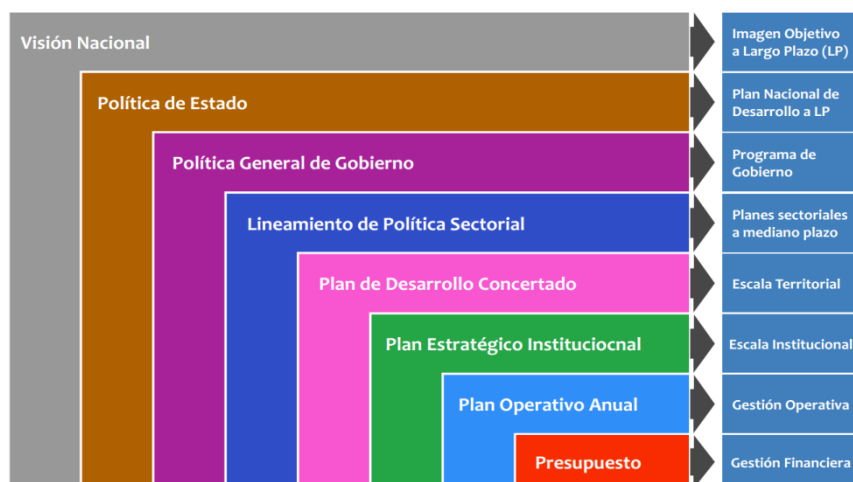 Visión Nacional
Imagen Objetivo
a Largo Plazo (LP)
Política de Estado
Plan Nacional de
Desarrollo a LP
Política General de Gobierno
Programa de
Gobierno
Lineamiento de Política Sectorial
Planes sectoriales
a mediano plazo
Plan de Desarrollo Concertado
Escala Territorial
Plan Estratégico Instituciocnal
Escala Institucional
Plan Operativo Anual
Gestión Operativa
Presupuesto
Gestión Financiera